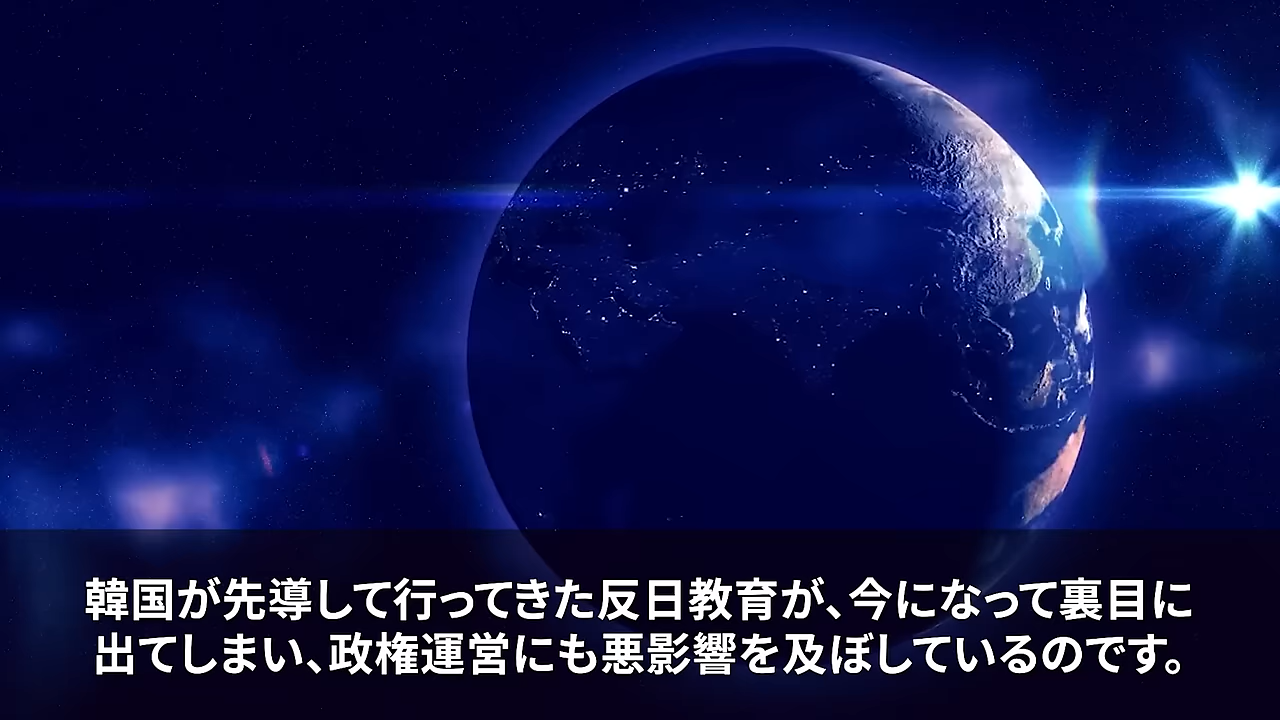 韓国が先導して行ってきた反日教育が、今になって裏目に
出てしまい、政権運営にも悪影響を及ぼしているのです。